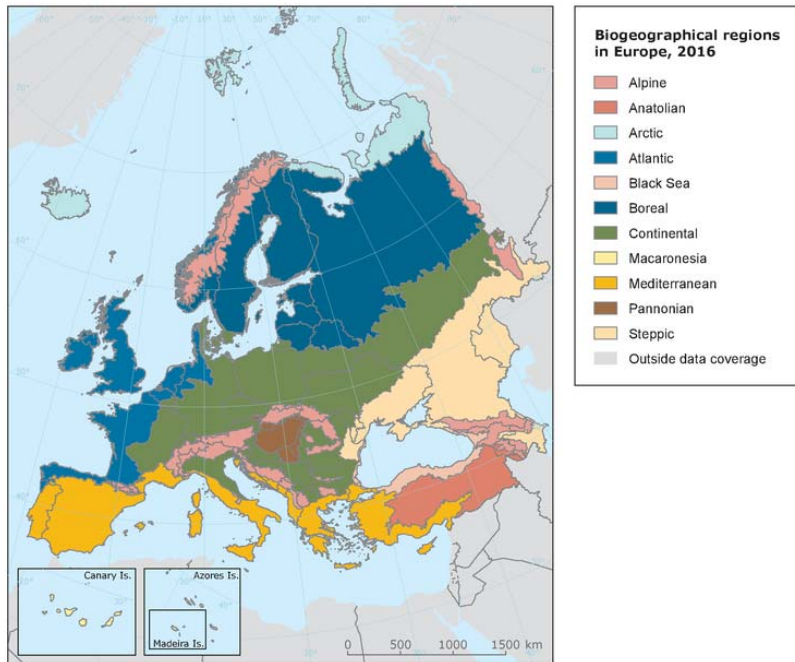 Biogeographical regions
in Europe, 2016
Alpine
Anatolian
Arctic
Atlantic
Black Sea
Boreal
Continental
Macaronesia
Mediterranean
Pannonian
Steppic
Outside data coverage
Canary Is.
Azores Is.
Madeira Is.
0 500 1000 1500 km